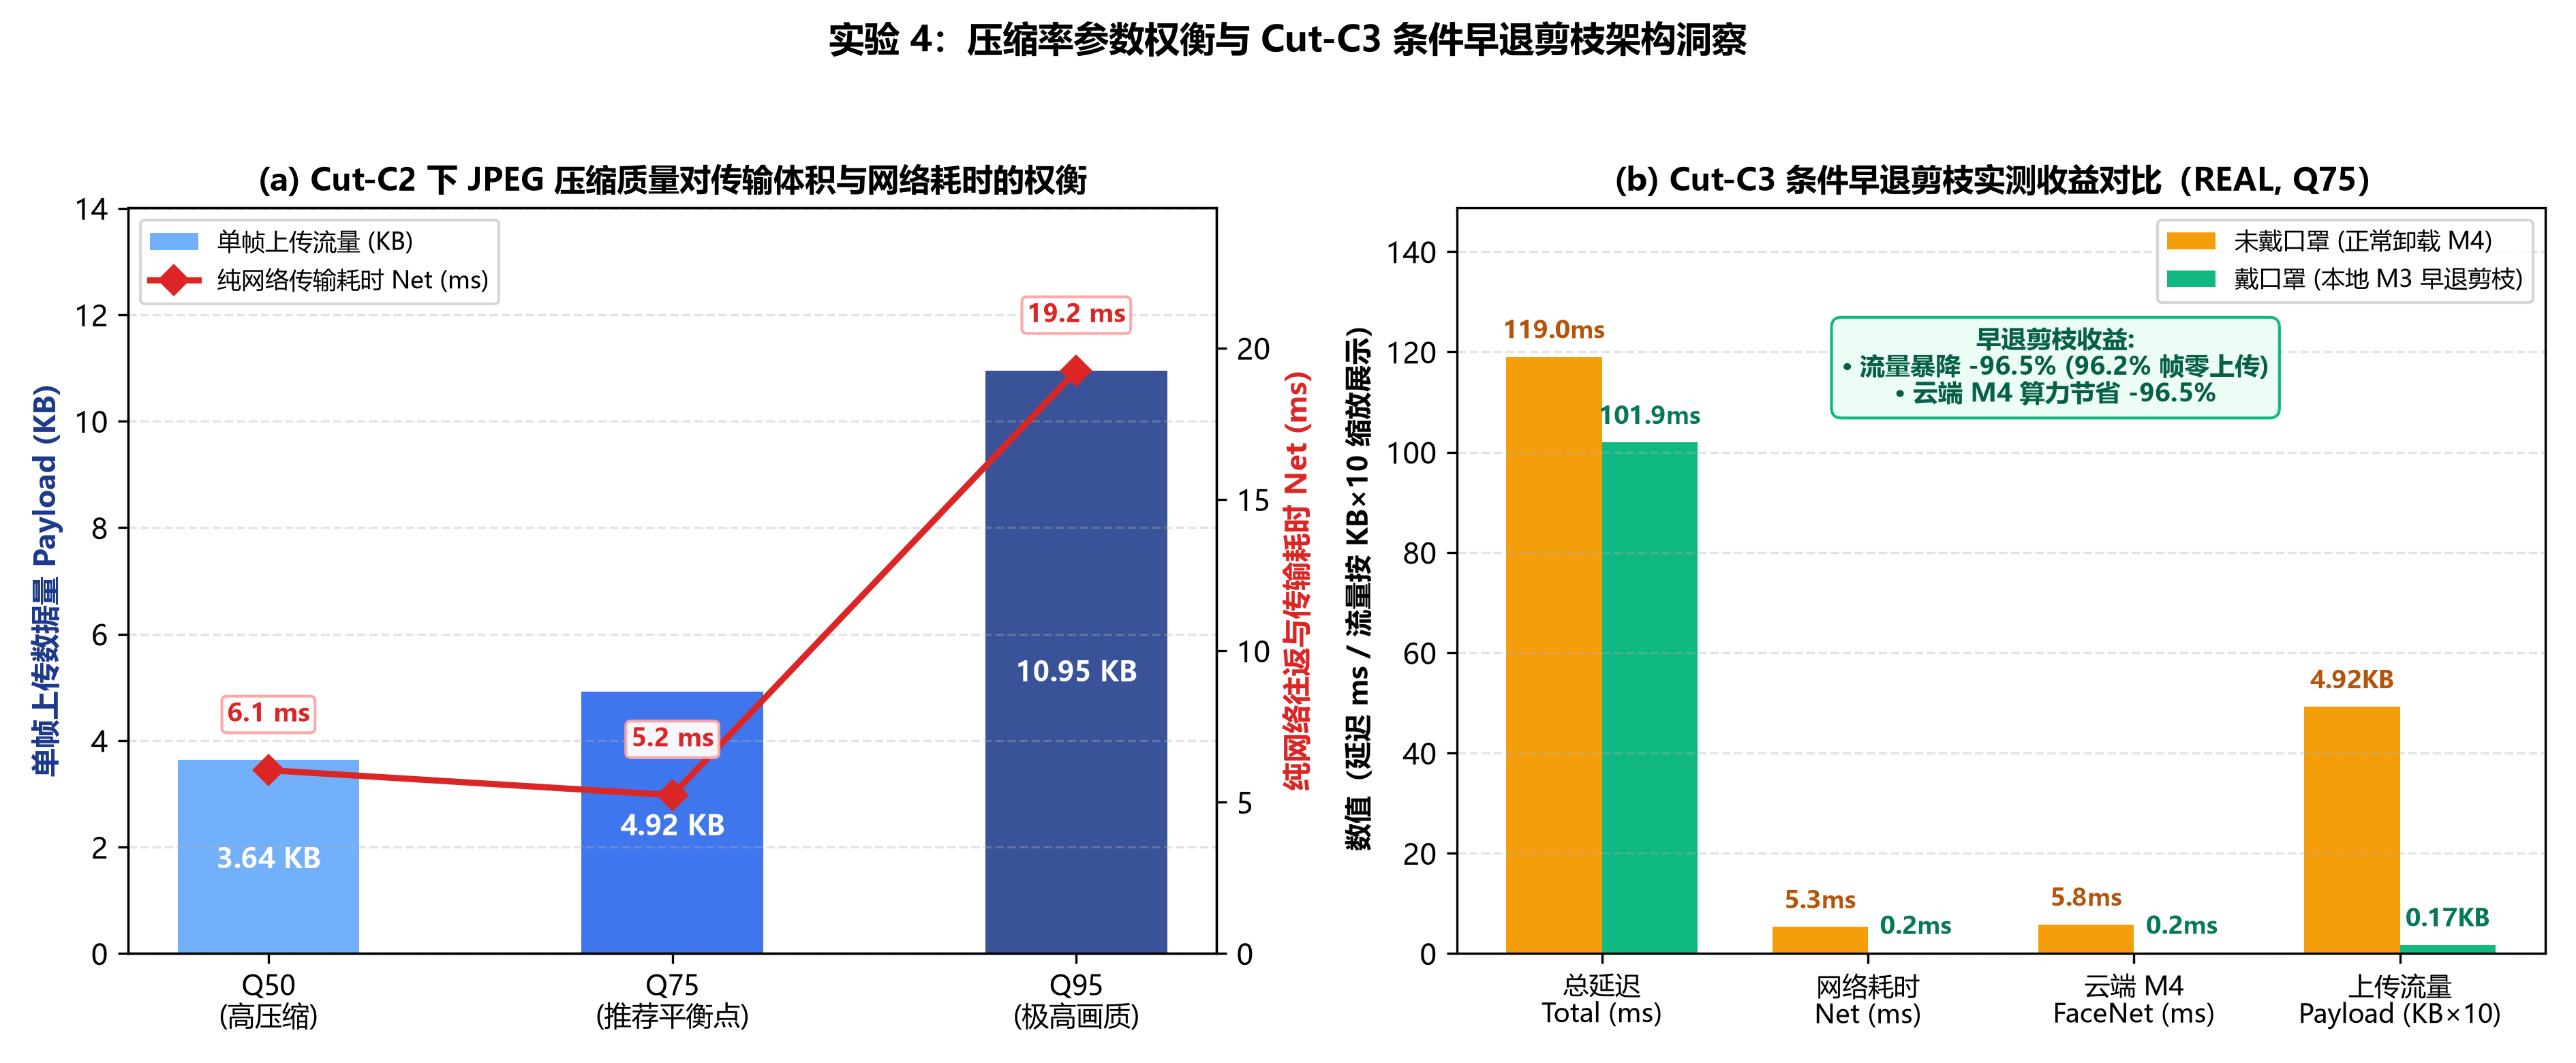 实验 4：压缩率参数权衡与 Cut-C3 条件早退剪枝架构洞察
(a) Cut-C2 下 JPEG 压缩质量对传输体积与网络耗时的权衡
单帧上传流量 (KB)
纯网络传输耗时 Net (ms)
单帧上传数据量 Payload (KB)
14
12
10
8
6
4
2
0
6.1 ms
5.2 ms
19.2 ms
3.64 KB
4.92 KB
10.95 KB
20
15
10
5
0
纯网络往返与传输耗时 Net (ms)
Q50
(高压缩)
Q75
(推荐平衡点)
Q95
(极高画质)
(b) Cut-C3 条件早退剪枝实测收益对比（REAL, Q75）
未戴口罩 (正常卸载 M4)
戴口罩 (本地 M3 早退剪枝)
早退剪枝收益:
• 流量暴降 -96.5% (96.2% 帧零上传)
• 云端 M4 算力节省 -96.5%
数值（延迟 ms / 流量按 KB×10 缩放展示）
140
120
100
80
60
40
20
0
119.0ms
101.9ms
5.3ms
0.2ms
5.8ms
0.2ms
4.92KB
0.17KB
总延迟
Total (ms)
网络耗时
Net (ms)
云端 M4
FaceNet (ms)
上传流量
Payload (KB×10)